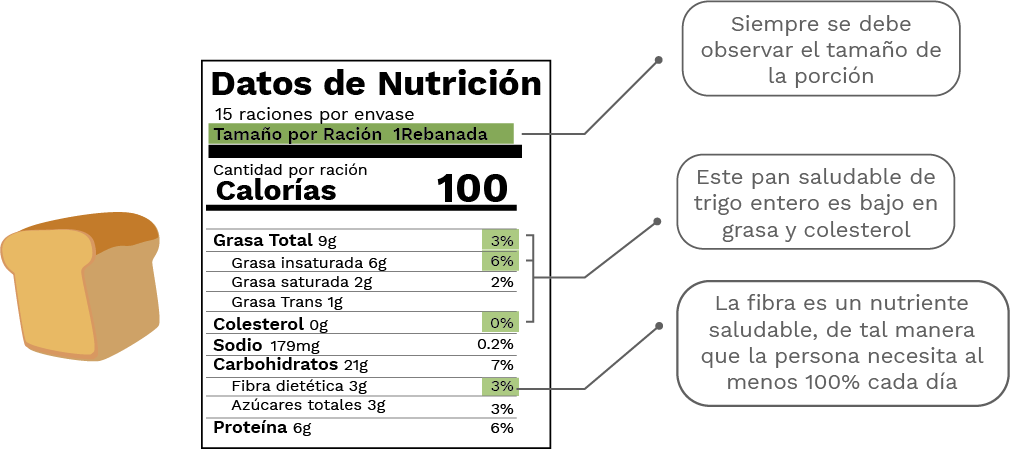 Datos de Nutrición
15 raciones por envase
Tamaño por Ración 1Rebanada
Cantidad por ración
Calorías 100
Grasa Total 9g 3%
Grasa insaturada 6g 6%
Grasa saturada 2g 2%
Grasa Trans 1g
Colesterol 0g 0%
Sodio 179mg 0.2%
Carbohidratos 21g 7%
Fibra dietética 3g 3%
Azúcares totales 3g 3%
Proteína 6g 6%
Siempre se debe
observar el tamaño de
la porción
Este pan saludable de
trigo entero es bajo en
grasa y colesterol
La fibra es un nutriente
saludable, de tal manera
que la persona necesita al
menos 100% cada día